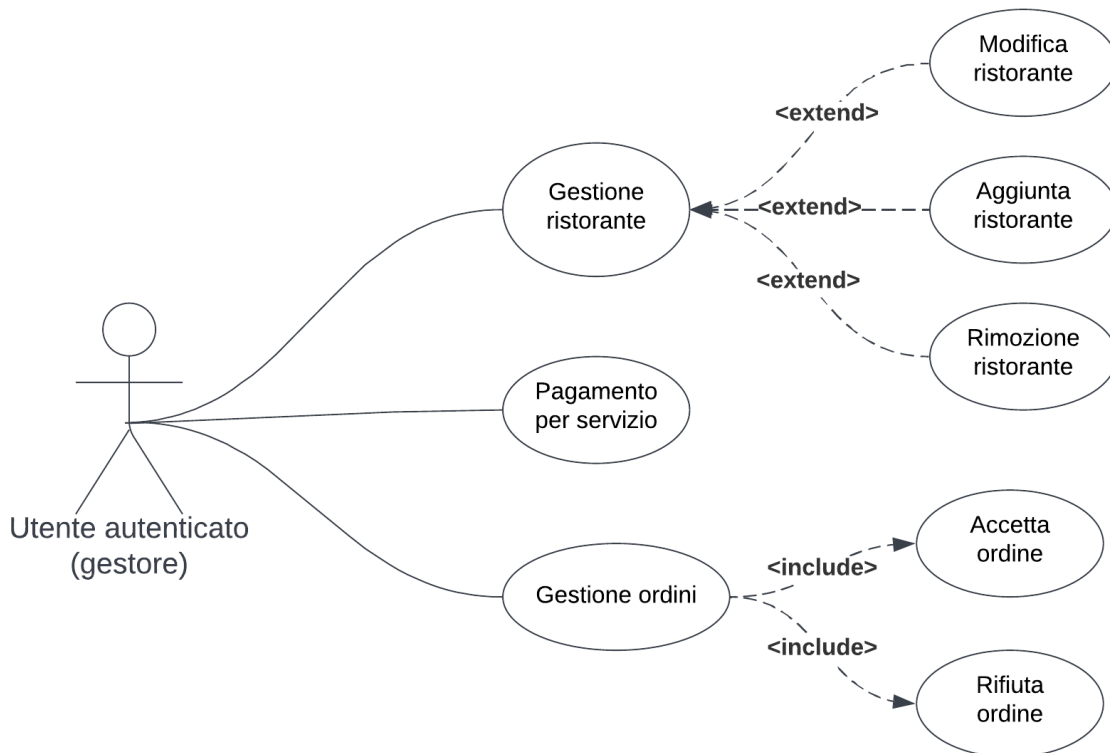 Modifica
ristorante
<extend>
Gestione
ristorante
<extend>
Aggiunta
ristorante
<extend>
Rimozione
ristorante
Pagamento
per servizio
Utente autenticato
(gestore)
Gestione ordini
<include>
Accetta
ordine
<include>
Rifiuta
ordine